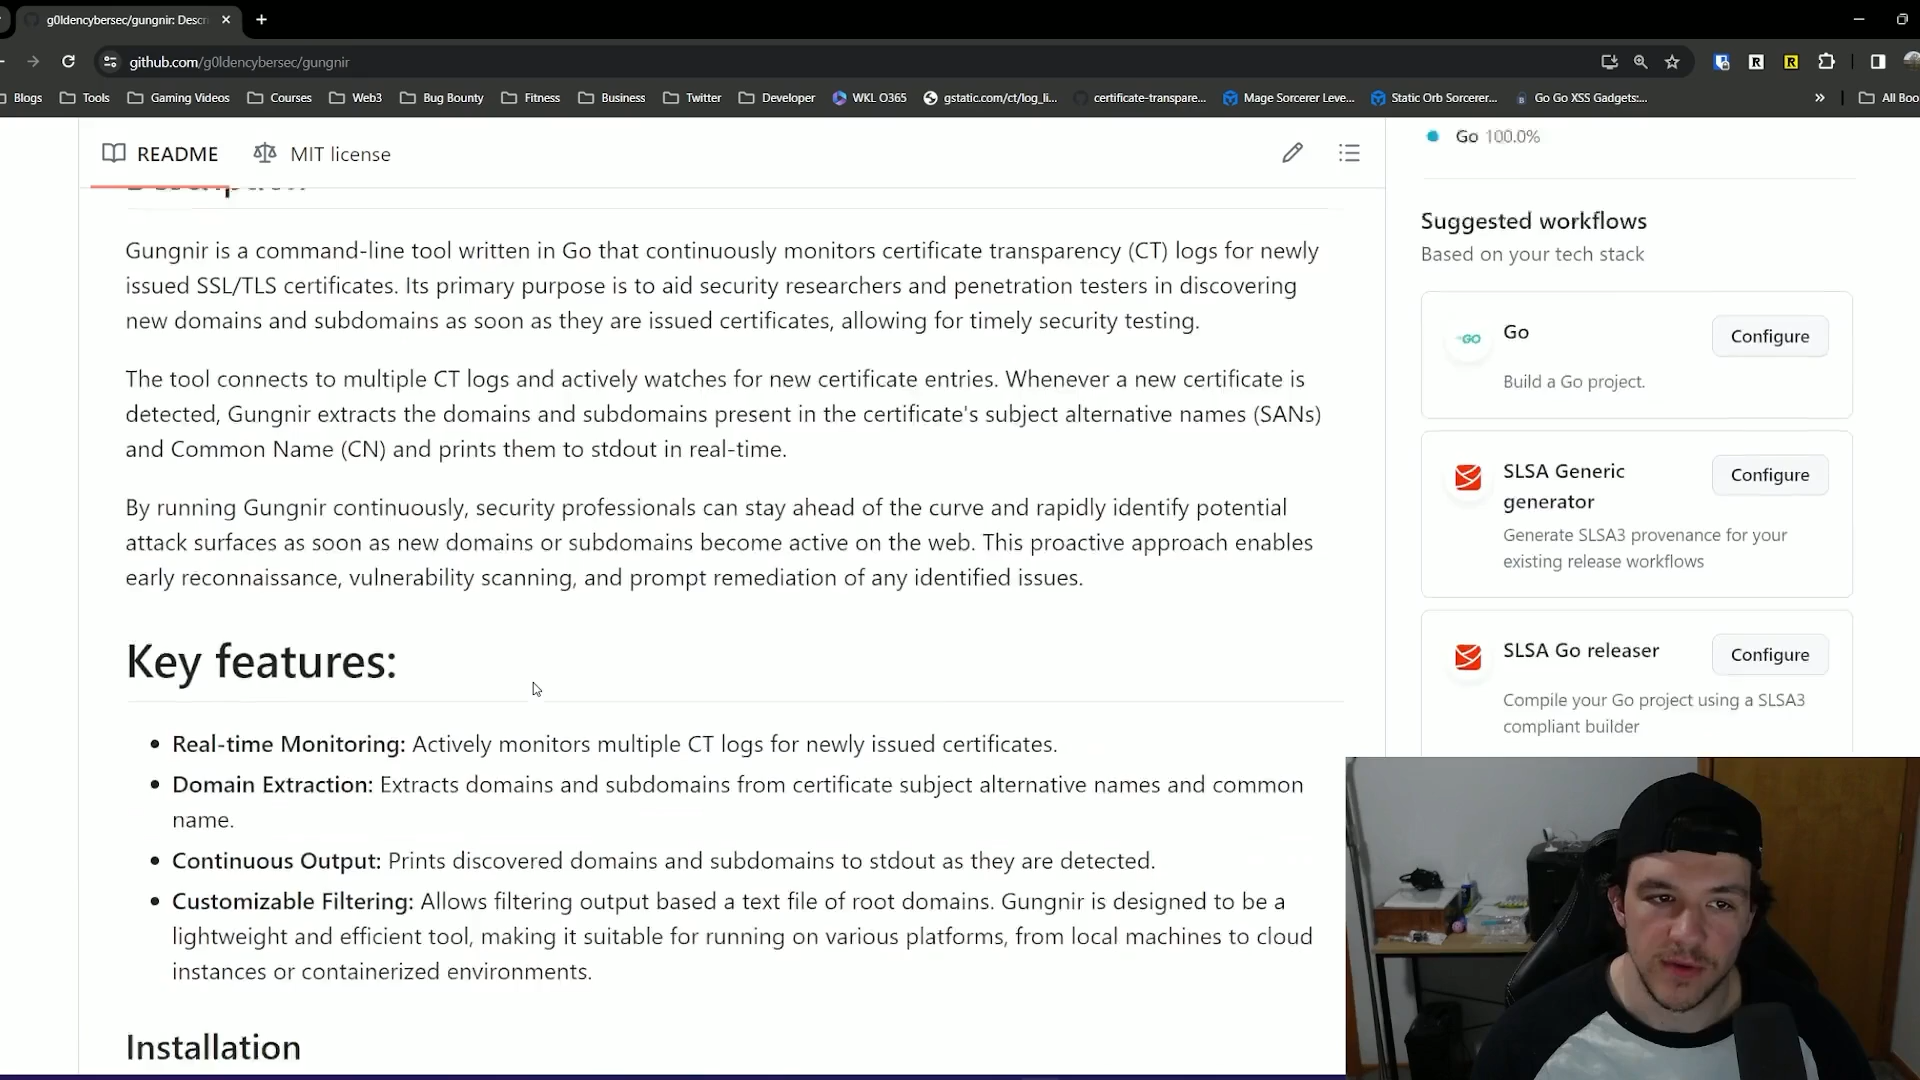 g0ldencybersec/gungnir: Descri
github.com/g0ldencybersec/gungnir
Blogs
Tools
Gaming Videos
Courses
Web3
Bug Bounty
Fitness
Business
Twitter
Developer
WKL O365
gstatic.com/ct/log_li...
certificate-transpare...
Mage Sorcerer Leve...
Static Orb Sorcerer...
Go Go XSS Gadgets:...
»
All Boo
README
MIT license
Gungnir is a command-line tool written in Go that continuously monitors certificate transparency (CT) logs for newly
issued SSL/TLS certificates. Its primary purpose is to aid security researchers and penetration testers in discovering
new domains and subdomains as soon as they are issued certificates, allowing for timely security testing.
The tool connects to multiple CT logs and actively watches for new certificate entries. Whenever a new certificate is
detected, Gungnir extracts the domains and subdomains present in the certificate's subject alternative names (SANs)
and Common Name (CN) and prints them to stdout in real-time.
By running Gungnir continuously, security professionals can stay ahead of the curve and rapidly identify potential
attack surfaces as soon as new domains or subdomains become active on the web. This proactive approach enables
early reconnaissance, vulnerability scanning, and prompt remediation of any identified issues.
Key features:
• Real-time Monitoring: Actively monitors multiple CT logs for newly issued certificates.
• Domain Extraction: Extracts domains and subdomains from certificate subject alternative names and common
name.
• Continuous Output: Prints discovered domains and subdomains to stdout as they are detected.
• Customizable Filtering: Allows filtering output based a text file of root domains. Gungnir is designed to be a
lightweight and efficient tool, making it suitable for running on various platforms, from local machines to cloud
instances or containerized environments.
Installation
Go 100.0%
Suggested workflows
Based on your tech stack
GO
Go
Configure
Build a Go project.
SLSA Generic
generator
Configure
Generate SLSA3 provenance for your
existing release workflows
SLSA Go releaser
Configure
Compile your Go project using a SLSA3
compliant builder